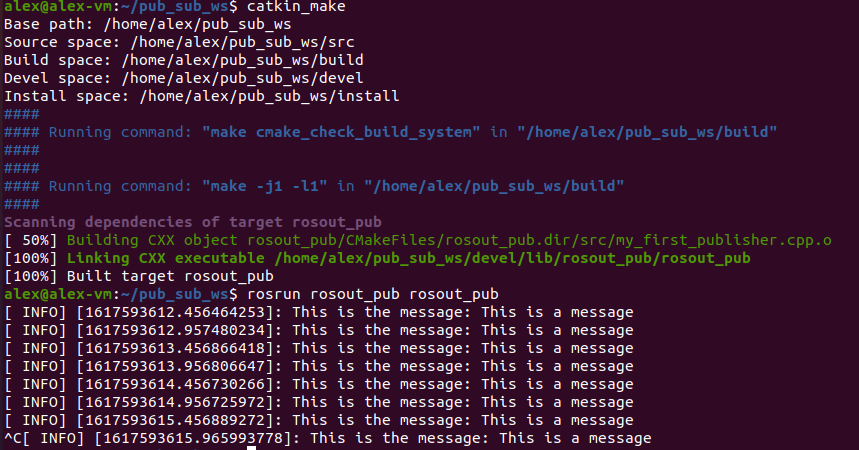 alex@alex-vm:~/pub_sub_ws$ catkin_make
Base path: /home/alex/pub_sub_ws
Source space: /home/alex/pub_sub_ws/src
Build space: /home/alex/pub_sub_ws/build
Devel space: /home/alex/pub_sub_ws/devel
Install space: /home/alex/pub_sub_ws/install
####
#### Running command: "make cmake_check_build_system" in "/home/alex/pub_sub_ws/build"
####
####
#### Running command: "make -j1 -l1" in "/home/alex/pub_sub_ws/build"
####
Scanning dependencies of target rosout_pub
[ 50%] Building CXX object rosout_pub/CMakeFiles/rosout_pub.dir/src/my_first_publisher.cpp.o
[100%] Linking CXX executable /home/alex/pub_sub_ws/devel/lib/rosout_pub/rosout_pub
[100%] Built target rosout_pub
alex@alex-vm:~/pub_sub_ws$ rosrun rosout_pub rosout_pub
[ INFO] [1617593612.456464253]: This is the message: This is a message
[ INFO] [1617593612.957480234]: This is the message: This is a message
[ INFO] [1617593613.456866418]: This is the message: This is a message
[ INFO] [1617593613.956806647]: This is the message: This is a message
[ INFO] [1617593614.456730266]: This is the message: This is a message
[ INFO] [1617593614.956725972]: This is the message: This is a message
[ INFO] [1617593615.456889272]: This is the message: This is a message
^C[ INFO] [1617593615.965993778]: This is the message: This is a message